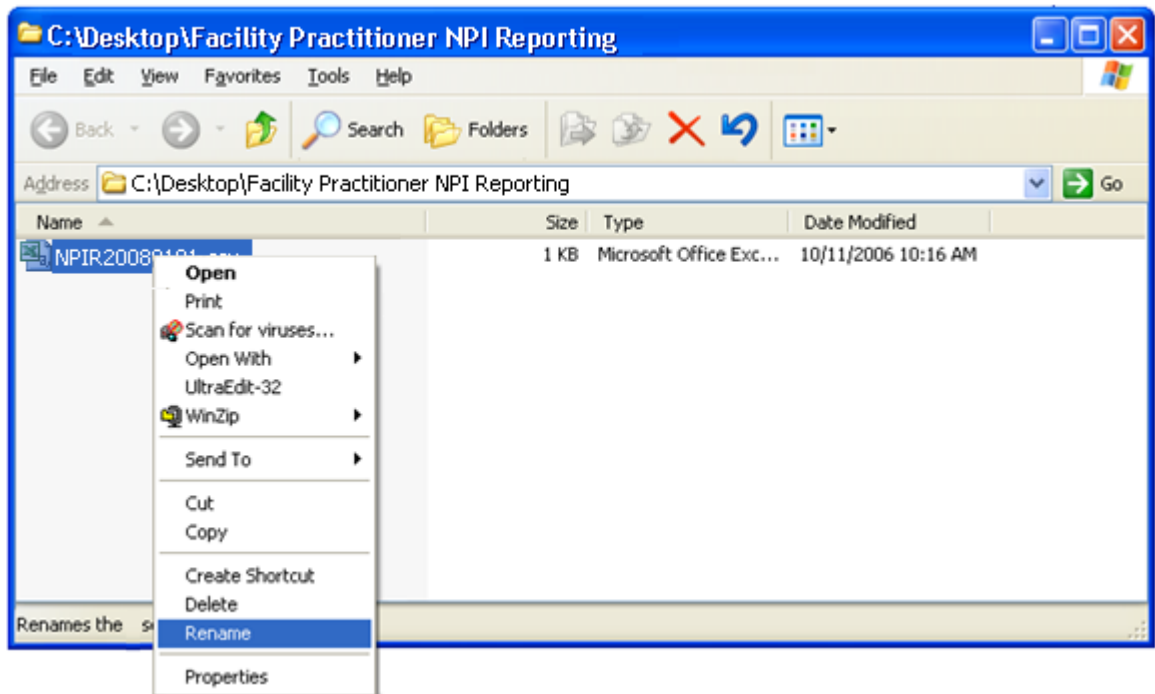 C:\Desktop\Facility Practitioner NPI Reporting
File Edit View Favorites Tools Help
Back Search Folders
Address C:\Desktop\Facility Practitioner NPI Reporting Go
Name Size Type Date Modified
1 KB Microsoft Office Exc... 10/11/2006 10:16 AM
Open
Print
Scan for viruses...
Open With
UltraEdit-32
WinZip
Send To
Cut
Copy
Create Shortcut
Delete
Renames the
Rename
Properties